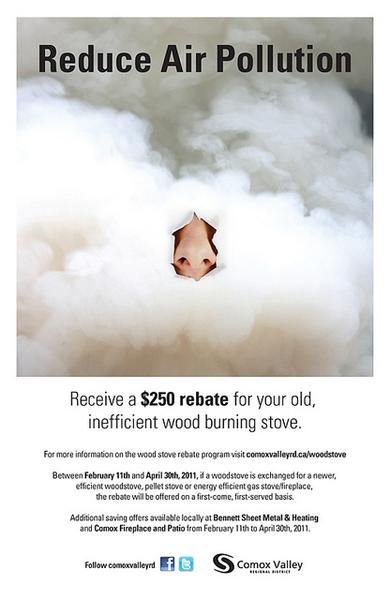 Reduce Air Pollution
Receive a $250 rebate for your old,
inefficient wood burning stove.
For more information on the wood stove rebate program visit comoxvalleyrd.ca/woodstove
Between February 11th and April 30th, 2011, if a woodstove is exchanged for a newer,
efficient woodstove, pellet stove or energy efficient gas stove/fireplace,
the rebate will be offered on a first-come, first-served basis.
Additional saving offers available locally at Bennett Sheet Metal & Heating
and Comox Fireplace and Patio from February 11th to April 30th, 2011.
Follow comoxvalleyrd f t Comox Valley
REGIONAL DISTRICT